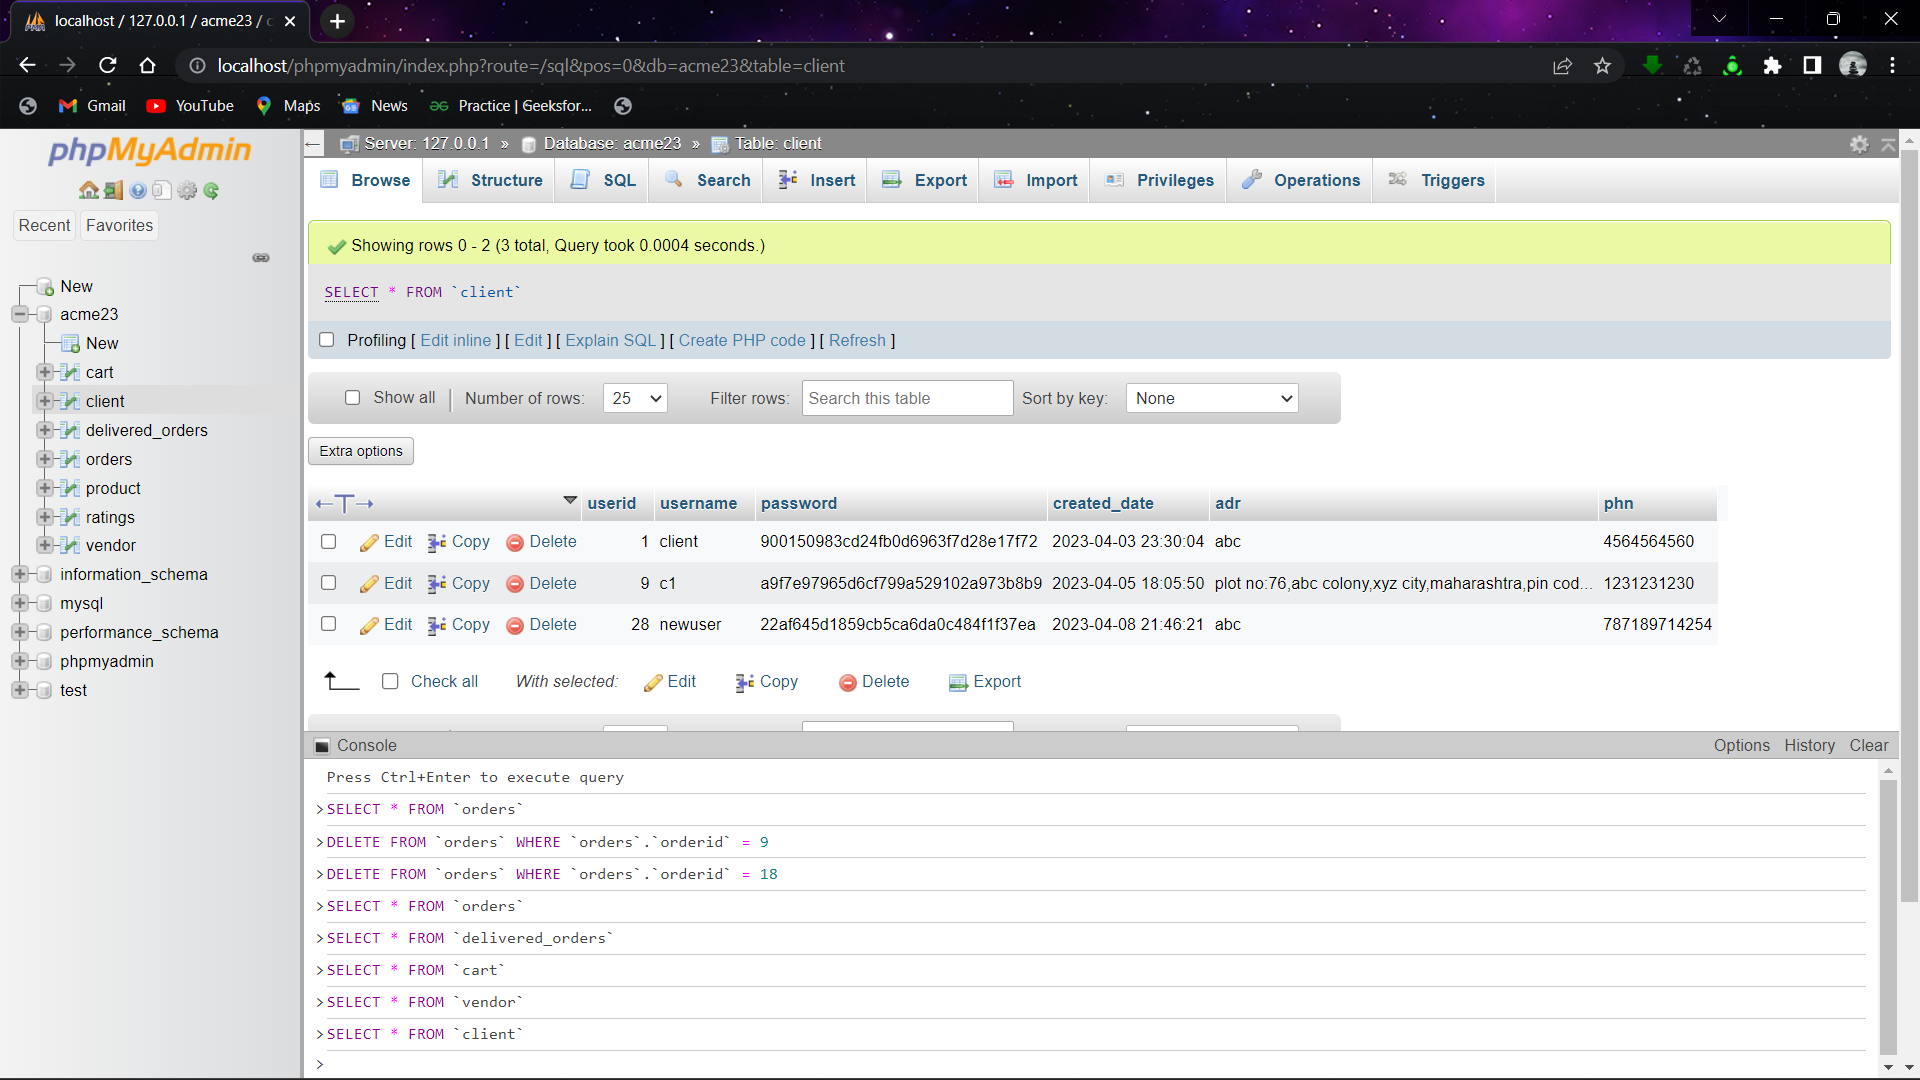 localhost / 127.0.0.1 / acme23 / c
localhost/phpmyadmin/index.php?route=/sql&pos=0&db=acme23&table=client
Gmail YouTube Maps News Practice | Geeksfor...
phpMyAdmin
Recent Favorites
New
acme23
New
cart
client
delivered_orders
orders
product
ratings
vendor
information_schema
mysql
performance_schema
phpmyadmin
test
Server: 127.0.0.1 » Database: acme23 » Table: client
Browse Structure SQL Search Insert Export Import Privileges Operations Triggers
Showing rows 0 - 2 (3 total, Query took 0.0004 seconds.)
SELECT * FROM `client`
Profiling [ Edit inline ] [ Edit ] [ Explain SQL ] [ Create PHP code ] [ Refresh ]
Show all Number of rows: 25 Filter rows: Search this table Sort by key: None
Extra options
←T→ userid username password created_date adr phn
Edit Copy Delete 1 client 900150983cd24fb0d6963f7d28e17f72 2023-04-03 23:30:04 abc 4564564560
Edit Copy Delete 9 c1 a9f7e97965d6cf799a529102a973b8b9 2023-04-05 18:05:50 plot no:76,abc colony,xyz city,maharashtra,pin cod... 1231231230
Edit Copy Delete 28 newuser 22af645d1859cb5ca6da0c484f1f37ea 2023-04-08 21:46:21 abc 787189714254
Check all With selected: Edit Copy Delete Export
Console Options History Clear
Press Ctrl+Enter to execute query
>SELECT * FROM `orders`
>DELETE FROM `orders` WHERE `orders`.`orderid` = 9
>DELETE FROM `orders` WHERE `orders`.`orderid` = 18
>SELECT * FROM `orders`
>SELECT * FROM `delivered_orders`
>SELECT * FROM `cart`
>SELECT * FROM `vendor`
>SELECT * FROM `client`
>